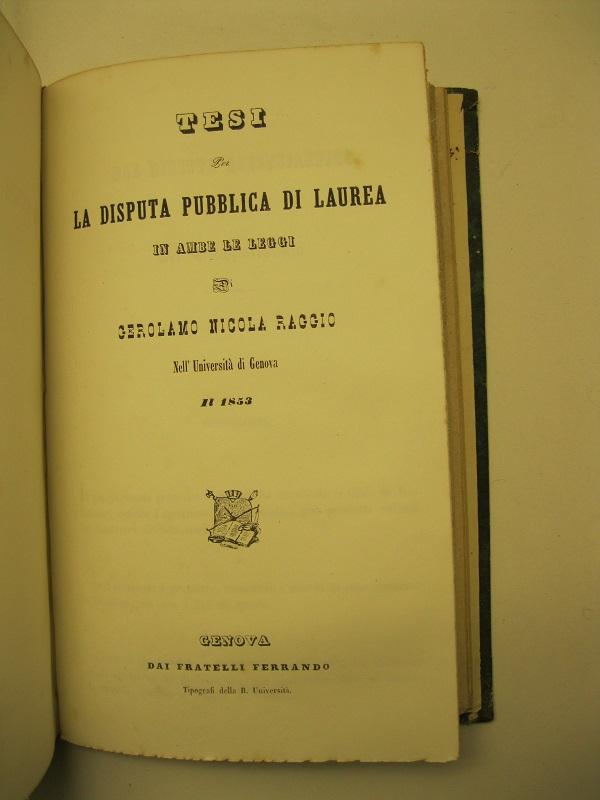 TESI
Per
LA DISPUTA PUBBLICA DI LAUREA
IN AMBE LE LEGGI
Di
GEROLAMO NICOLA RAGGIO
Nell' Università di Genova
Il 1853
GENOVA
DAI FRATELLI FERRANDO
Tipografi della R. Università.